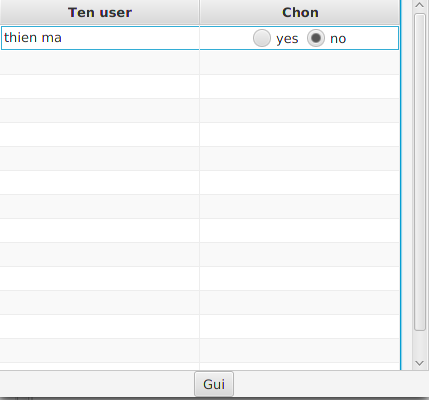 Ten user Chon
thien ma yes no
Gui